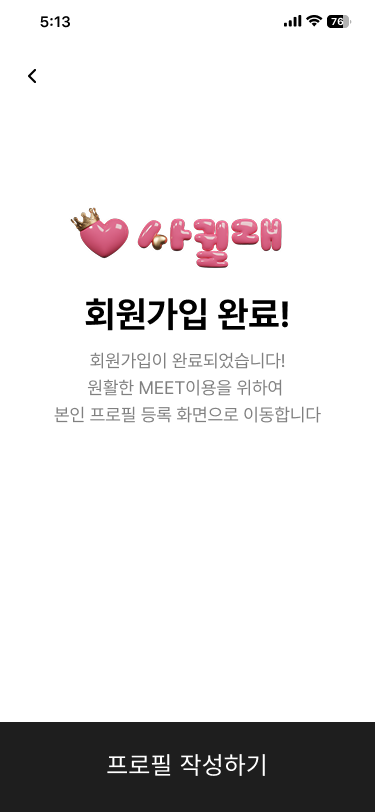 5:13
76
사퀄래
회원가입 완료!
회원가입이 완료되었습니다!
원활한 MEET이용을 위하여
본인 프로필 등록 화면으로 이동합니다
프로필 작성하기